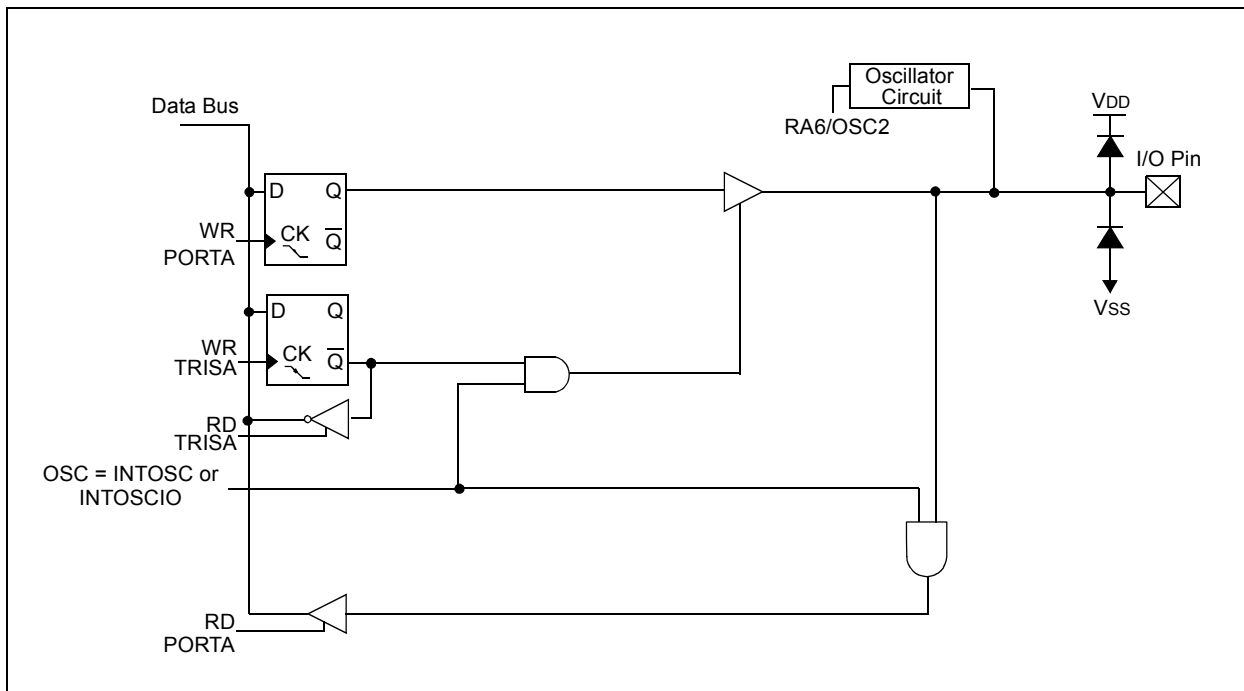 Oscillator
Circuit
RA6/OSC2
VDD
I/O Pin
VSS
Data Bus
D Q
CK Q̅
WR
PORTA
D Q
CK Q̅
WR
TRISA
RD
TRISA
OSC = INTOSC or
INTOSCIO
RD
PORTA